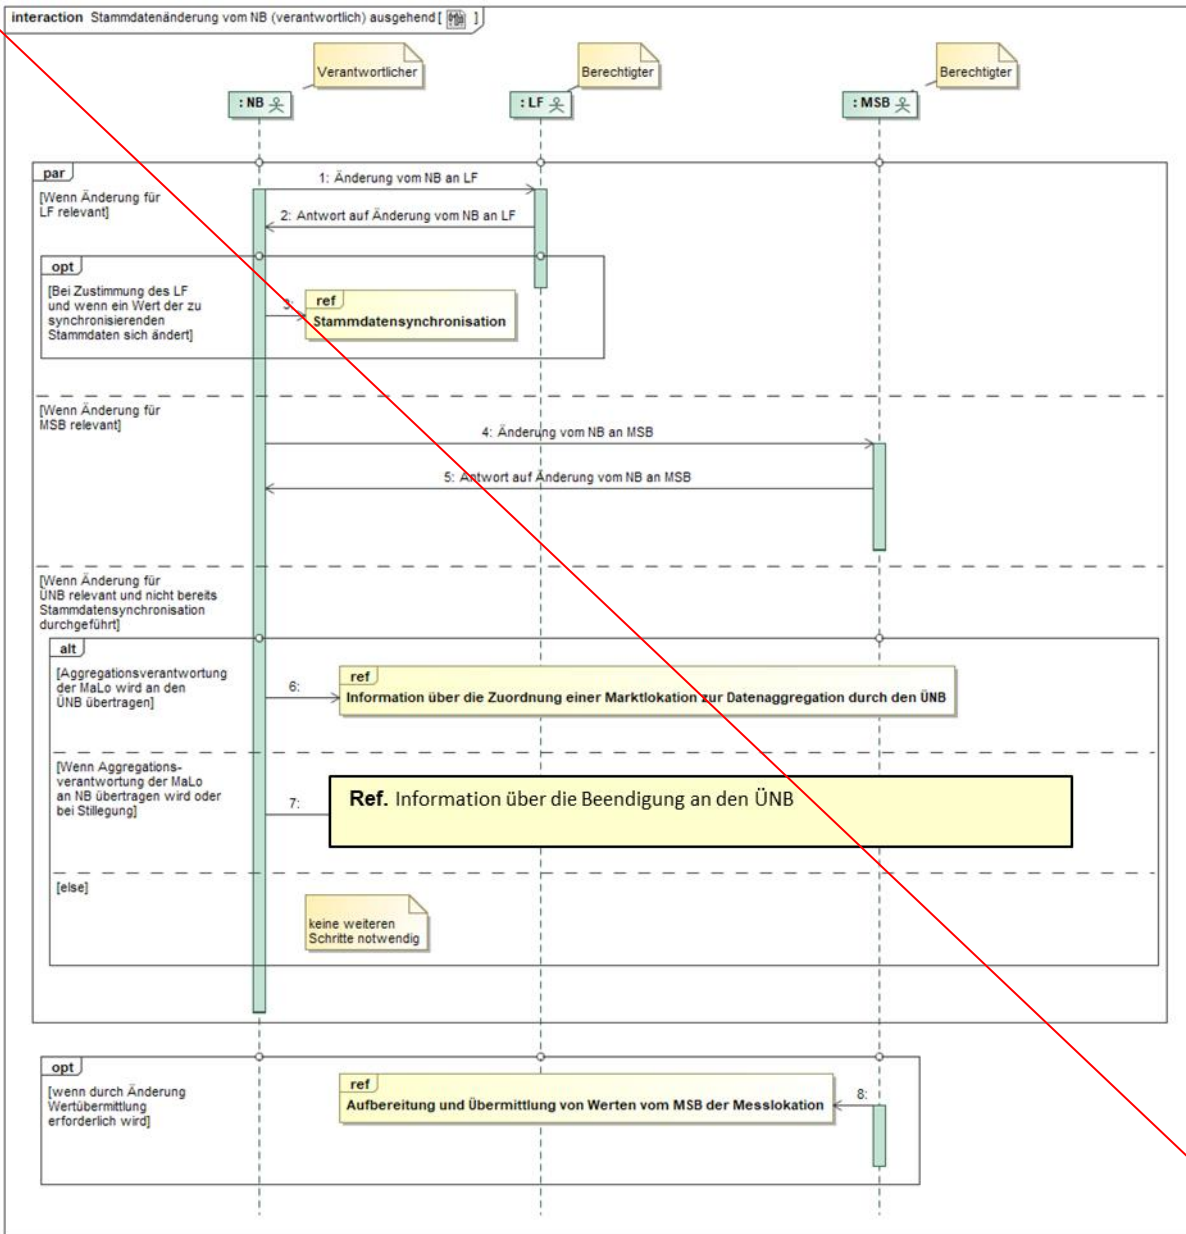 interaction Stammdatenänderung vom NB (verantwortlich) ausgehend [ ]
Verantwortlicher
Berechtigter
Berechtigter
: NB
: LF
: MSB
par
[Wenn Änderung für
LF relevant]
1: Änderung vom NB an LF
2: Antwort auf Änderung vom NB an LF
opt
[Bei Zustimmung des LF
und wenn ein Wert der zu
synchronisierenden
Stammdaten sich ändert]
3:
ref
Stammdatensynchronisation
[Wenn Änderung für
MSB relevant]
4: Änderung vom NB an MSB
5: Antwort auf Änderung vom NB an MSB
[Wenn Änderung für
ÜNB relevant und nicht bereits
Stammdatensynchronisation
durchgeführt]
alt
[Aggregationsverantwortung
der MaLo wird an den
ÜNB übertragen]
6:
ref
Information über die Zuordnung einer Marktlokation zur Datenaggregation durch den ÜNB
[Wenn Aggregations-
verantwortung der MaLo
an NB übertragen wird oder
bei Stillegung]
7:
Ref. Information über die Beendigung an den ÜNB
[else]
keine weiteren
Schritte notwendig
opt
[wenn durch Änderung
Wertübermittlung
erforderlich wird]
ref
Aufbereitung und Übermittlung von Werten vom MSB der Messlokation
8: